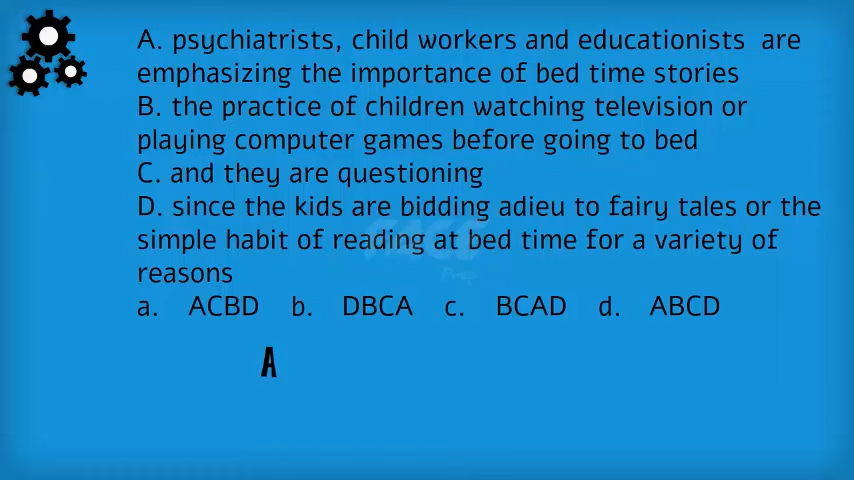 A. psychiatrists, child workers and educationists are
emphasizing the importance of bed time stories
B. the practice of children watching television or
playing computer games before going to bed
C. and they are questioning
D. since the kids are bidding adieu to fairy tales or the
simple habit of reading at bed time for a variety of
reasons
a. ACBD b. DBCA c. BCAD d. ABCD
A